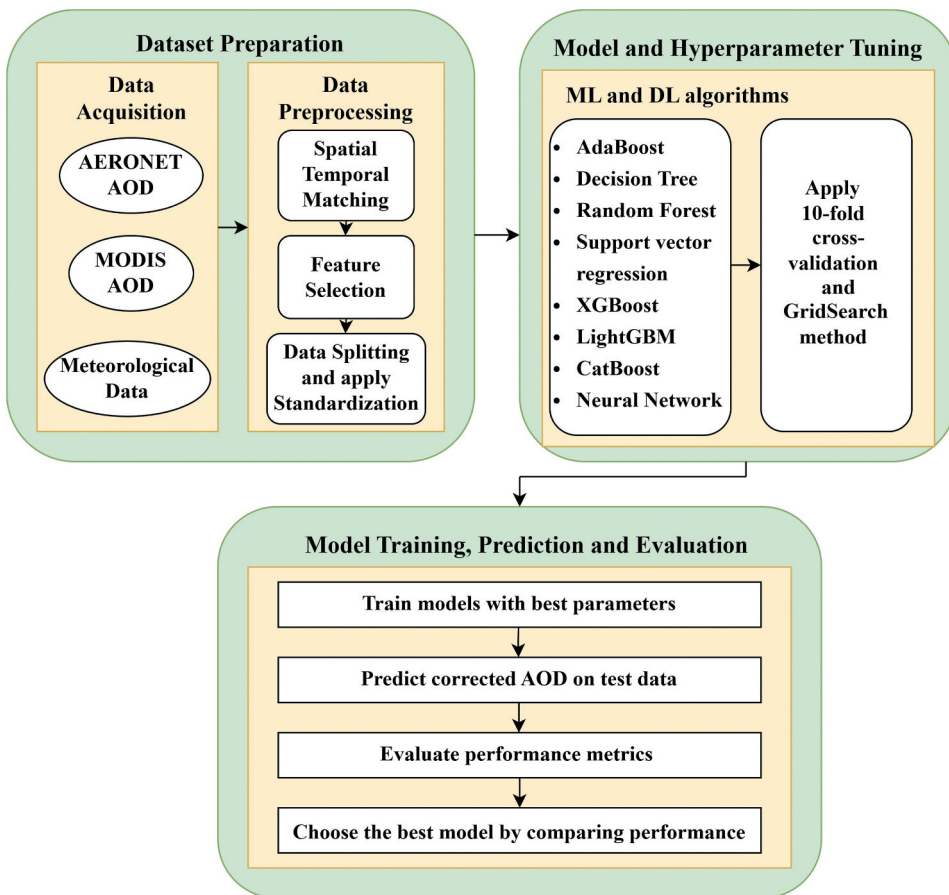 Dataset Preparation
Data
Acquisition
AERONET
AOD
MODIS
AOD
Meteorological
Data
Data
Preprocessing
Spatial
Temporal
Matching
Feature
Selection
Data Splitting
and apply
Standardization
Model and Hyperparameter Tuning
ML and DL algorithms
• AdaBoost
• Decision Tree
• Random Forest
• Support vector
regression
• XGBoost
• LightGBM
• CatBoost
• Neural Network
Apply
10-fold
cross-
validation
and
GridSearch
method
Model Training, Prediction and Evaluation
Train models with best parameters
Predict corrected AOD on test data
Evaluate performance metrics
Choose the best model by comparing performance